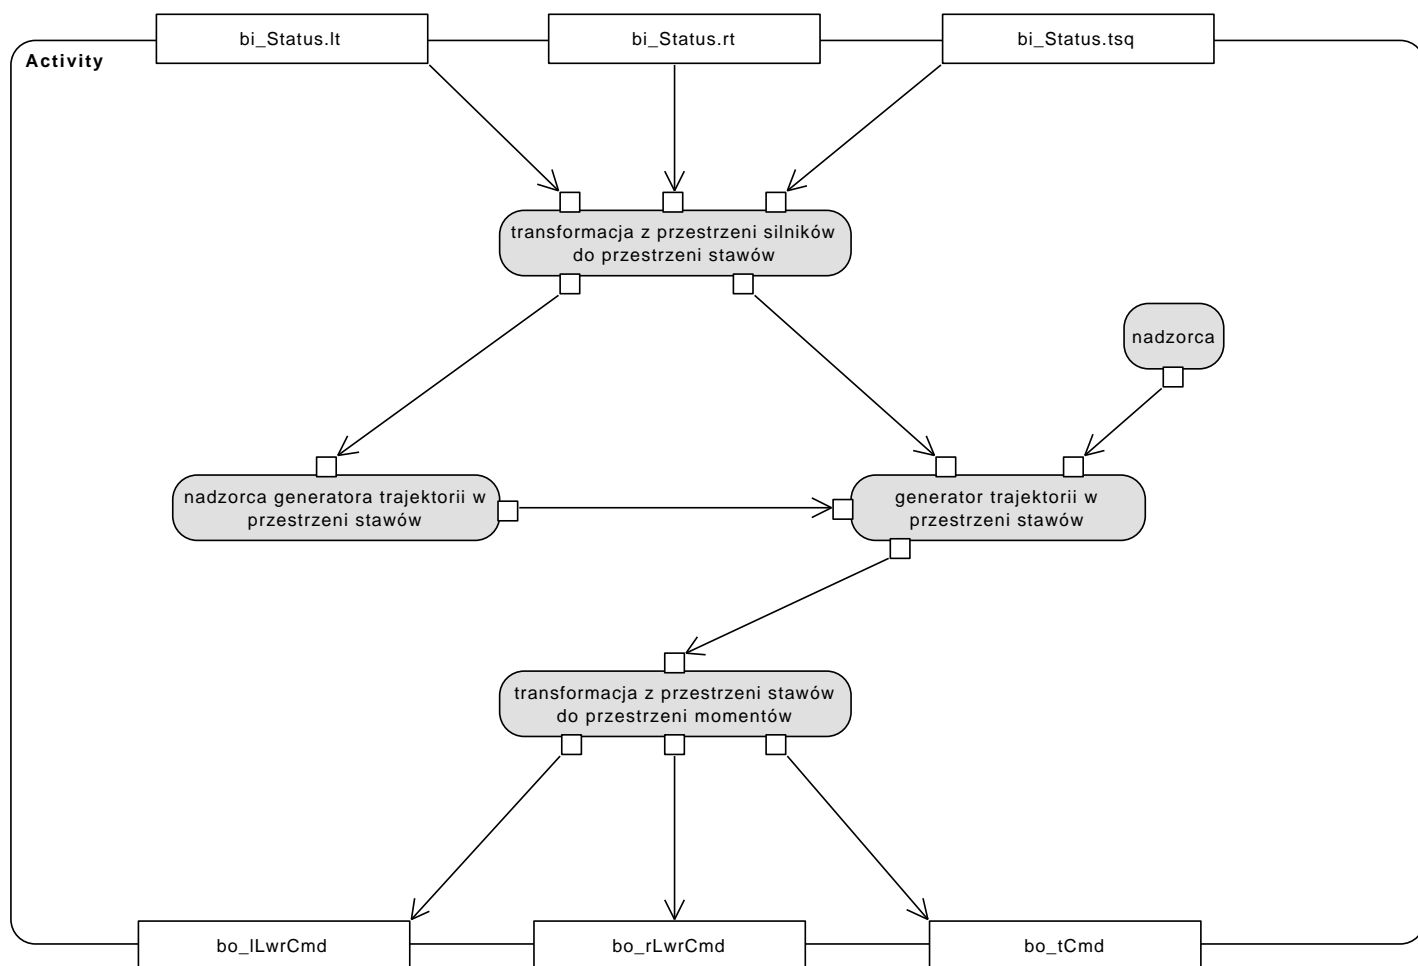 bi_Status.lt
bi_Status.rt
bi_Status.tsq
Activity
transformacja z przestrzeni silników
do przestrzeni stawów
nadzorca
nadzorca generatora trajektorii w
przestrzeni stawów
generator trajektorii w
przestrzeni stawów
transformacja z przestrzeni stawów
do przestrzeni momentów
bo_lLwrCmd
bo_rLwrCmd
bo_tCmd